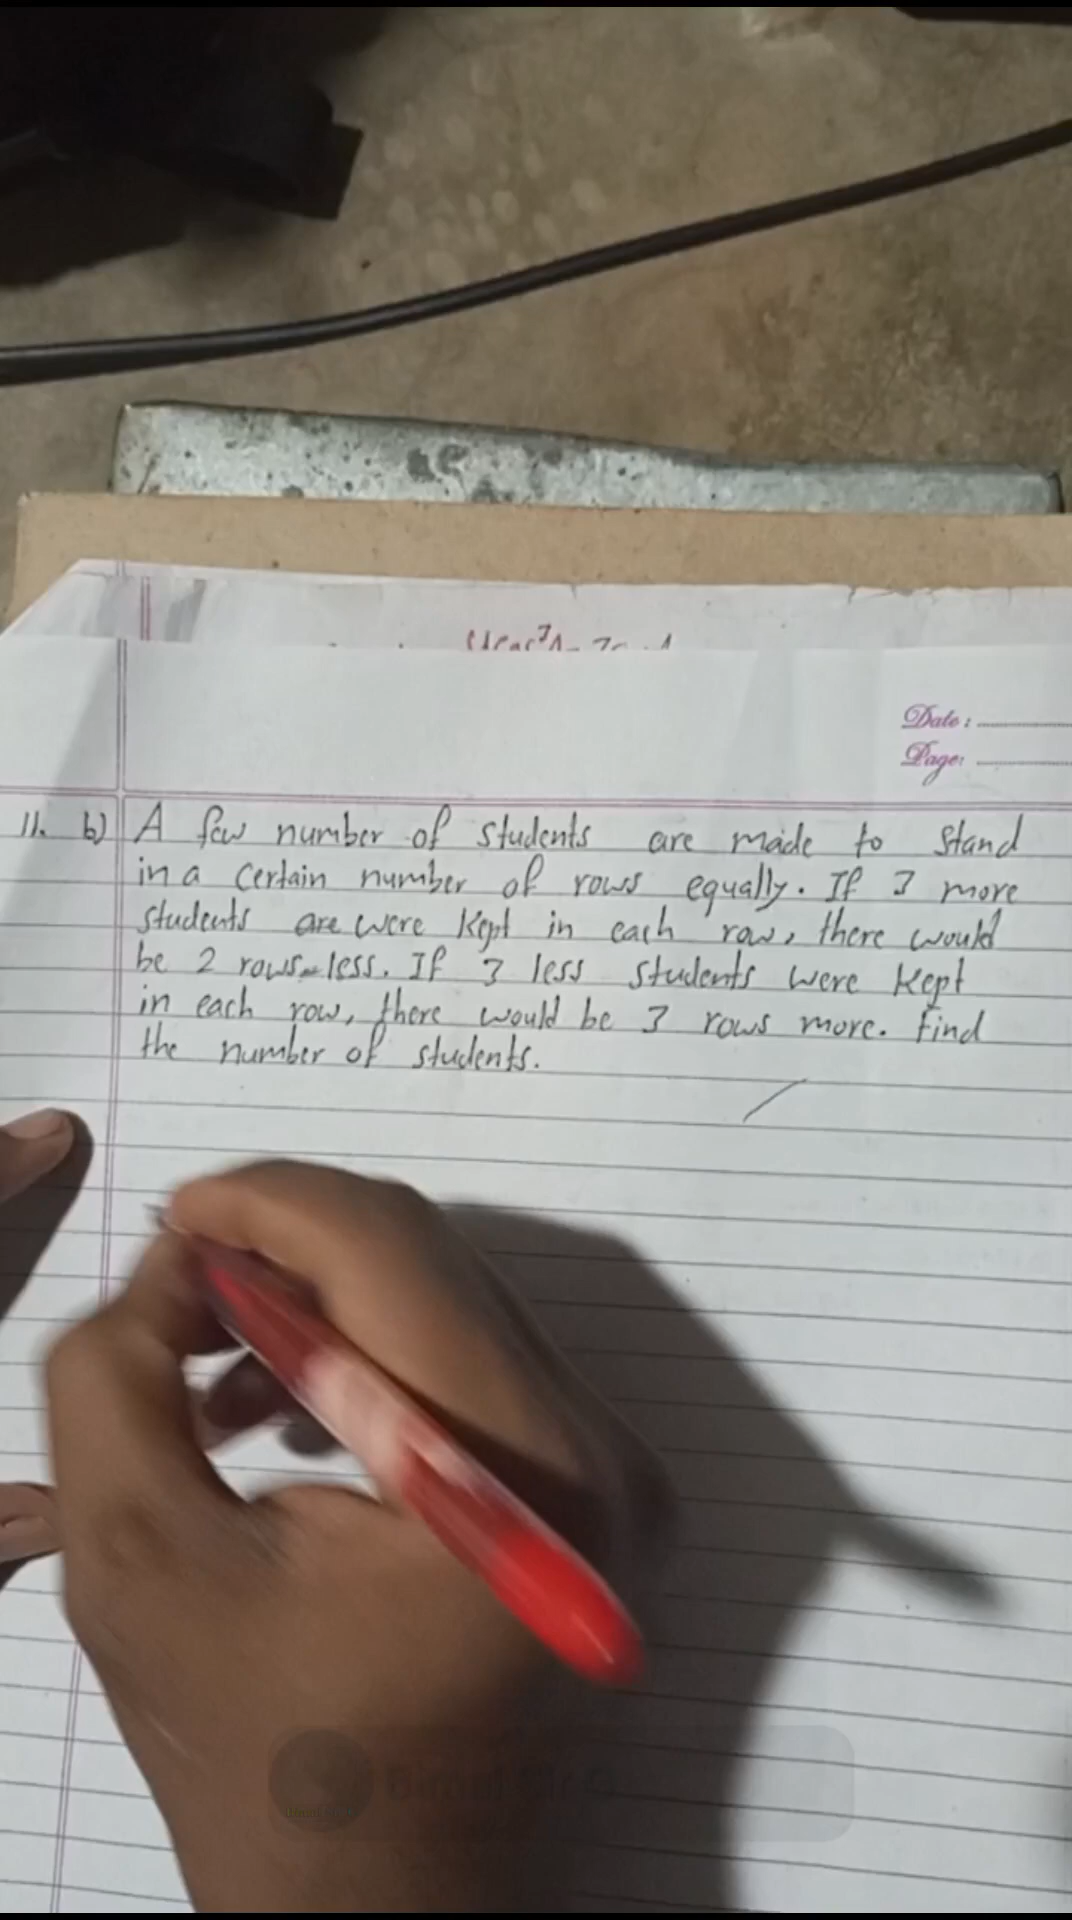 Date:
Page:
11. b) A few number of students are made to stand
in a certain number of rows equally. If 3 more
students are were kept in each row, there would
be 2 rows less. If 3 less students were kept
in each row, there would be 3 rows more. Find
the number of students.